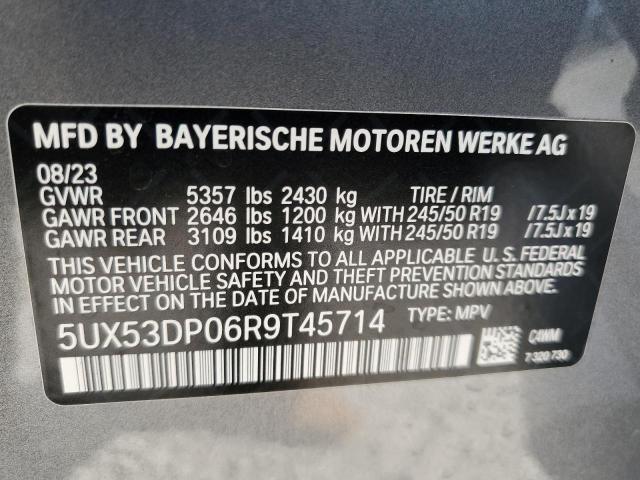 MFD BY BAYERISCHE MOTOREN WERKE AG
08/23
GVWR 5357 lbs 2430 kg TIRE / RIM
GAWR FRONT 2646 lbs 1200 kg WITH 245/50 R19 /7.5J x 19
GAWR REAR 3109 lbs 1410 kg WITH 245/50 R19 /7.5J x 19
THIS VEHICLE CONFORMS TO ALL APPLICABLE U. S. FEDERAL
MOTOR VEHICLE SAFETY AND THEFT PREVENTION STANDARDS
IN EFFECT ON THE DATE OF MANUFACTURE SHOWN ABOVE.
5UX53DP06R9T45714 TYPE: MPV
C4WM
7 320 730